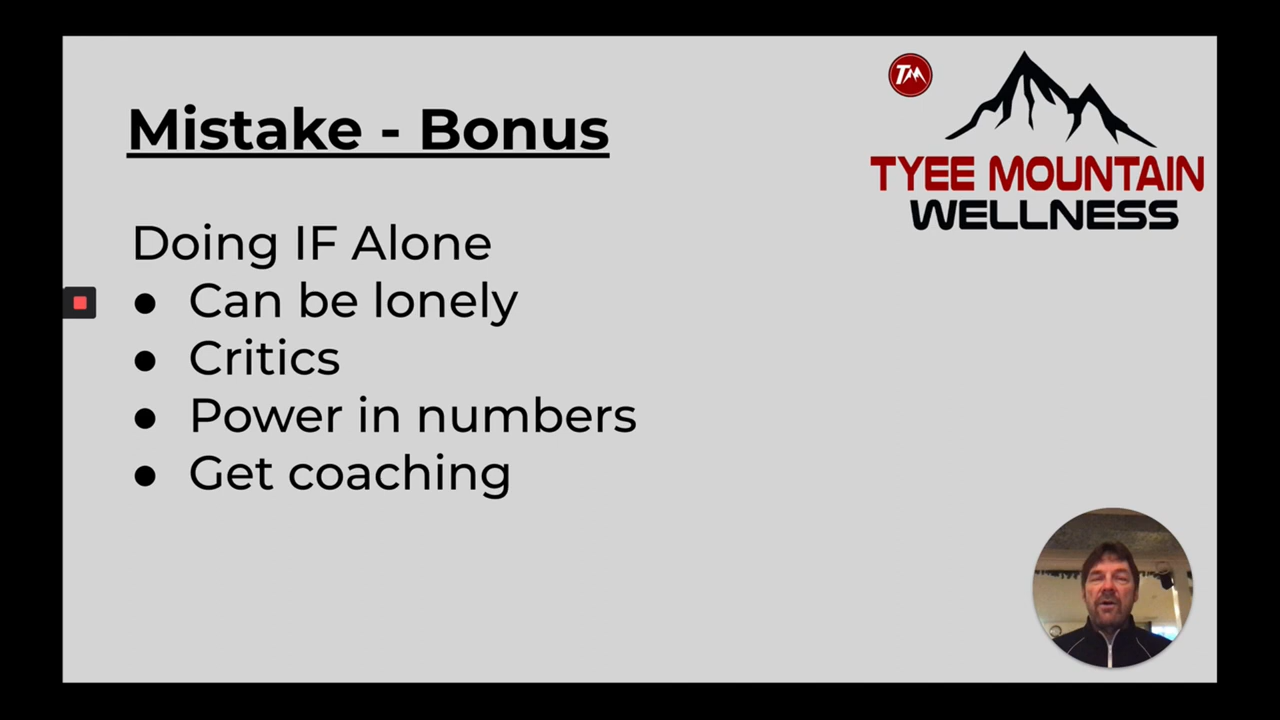 Mistake - Bonus
TM
TYEE MOUNTAIN
WELLNESS
Doing IF Alone
● Can be lonely
● Critics
● Power in numbers
● Get coaching